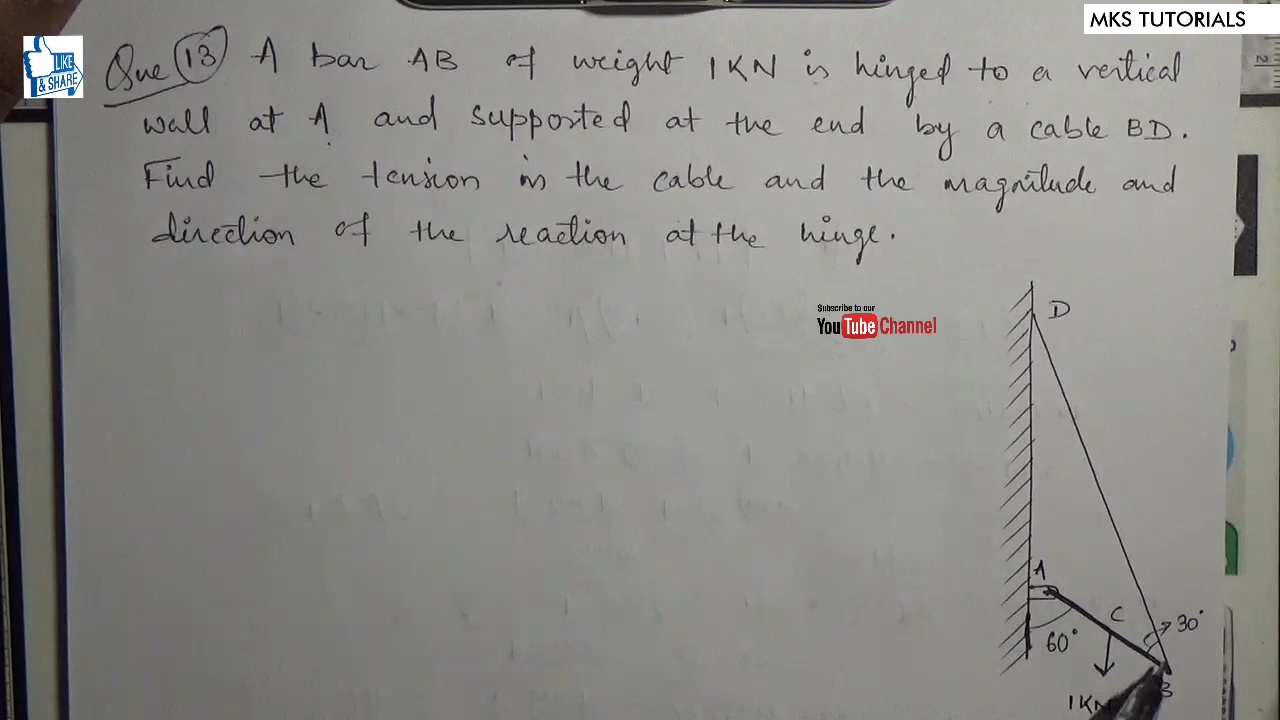 MKS TUTORIALS
LIKE
& SHARE
Que 13 A bar AB of weight 1KN is hinged to a vertical
wall at A and supported at the end by a cable BD.
Find the tension in the cable and the magnitude and
direction of the reaction at the hinge.
Subscribe to our
YouTube Channel
D
A
C
30°
60°
1KN
B